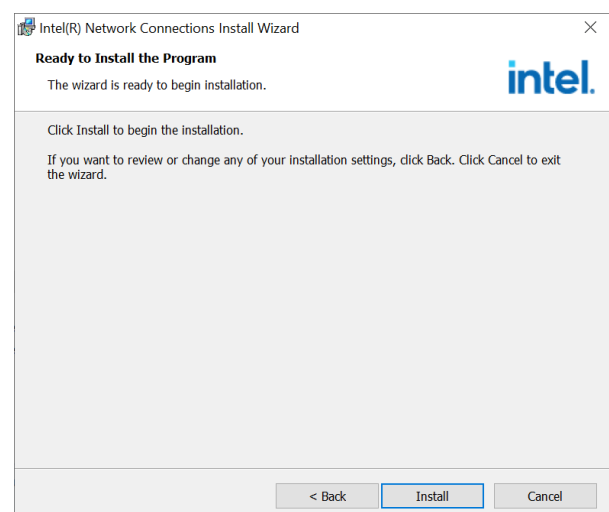 Intel(R) Network Connections Install Wizard
Ready to Install the Program
The wizard is ready to begin installation.
intel.
Click Install to begin the installation.
If you want to review or change any of your installation settings, click Back. Click Cancel to exit
the wizard.
< Back
Install
Cancel